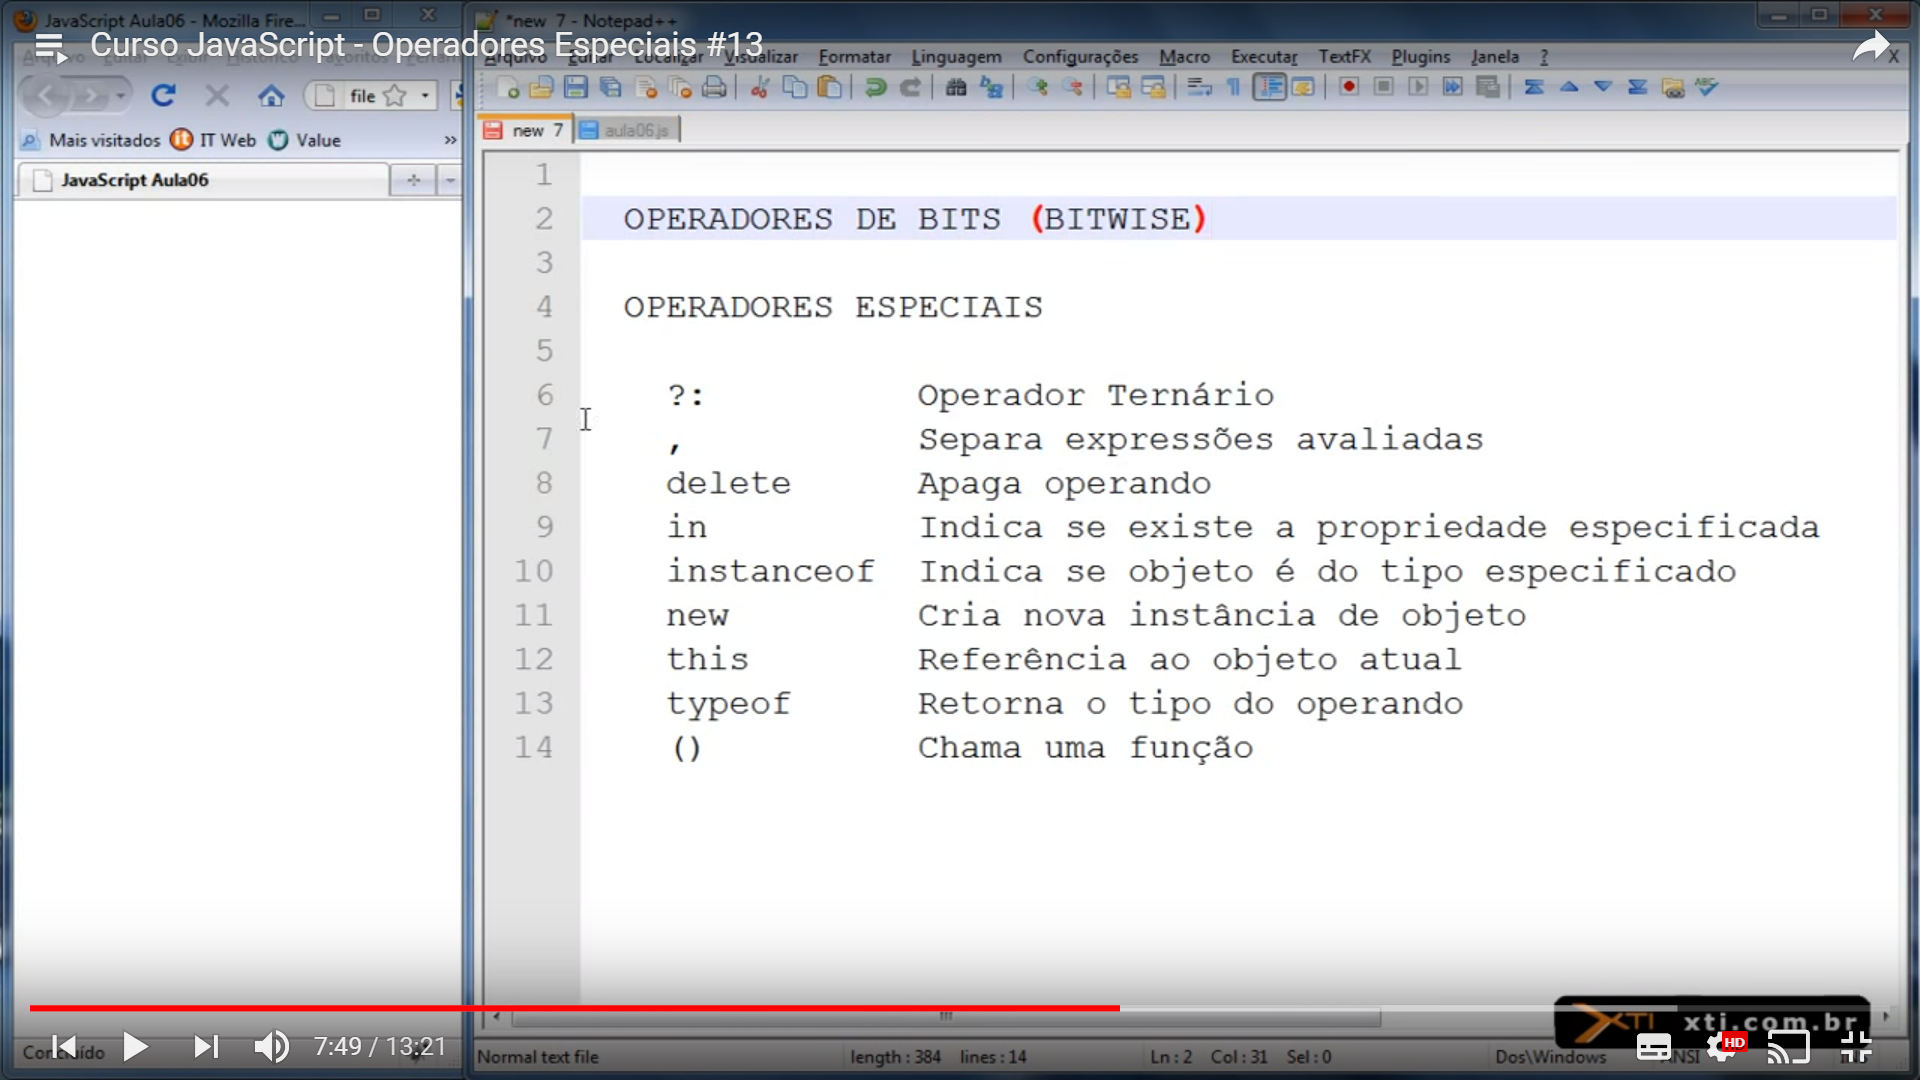 JavaScript Aula06 - Mozilla Fire...
*new 7 - Notepad++
Curso JavaScript - Operadores Especiais #13
Arquivo Editar Localizar Visualizar Formatar Linguagem Configurações Macro Executar TextFX Plugins Janela ? X
file
Mais visitados IT Web Value »
new 7 aula06.js
JavaScript Aula06
1
2 OPERADORES DE BITS (BITWISE)
3
4 OPERADORES ESPECIAIS
5
6 ?: Operador Ternário
7 , Separa expressões avaliadas
8 delete Apaga operando
9 in Indica se existe a propriedade especificada
10 instanceof Indica se objeto é do tipo especificado
11 new Cria nova instância de objeto
12 this Referência ao objeto atual
13 typeof Retorna o tipo do operando
14 () Chama uma função
XTI xti.com.br
7:49 / 13:21
HD
Concluído
Normal text file length : 384 lines : 14 Ln : 2 Col : 31 Sel : 0 Dos\Windows ANSI